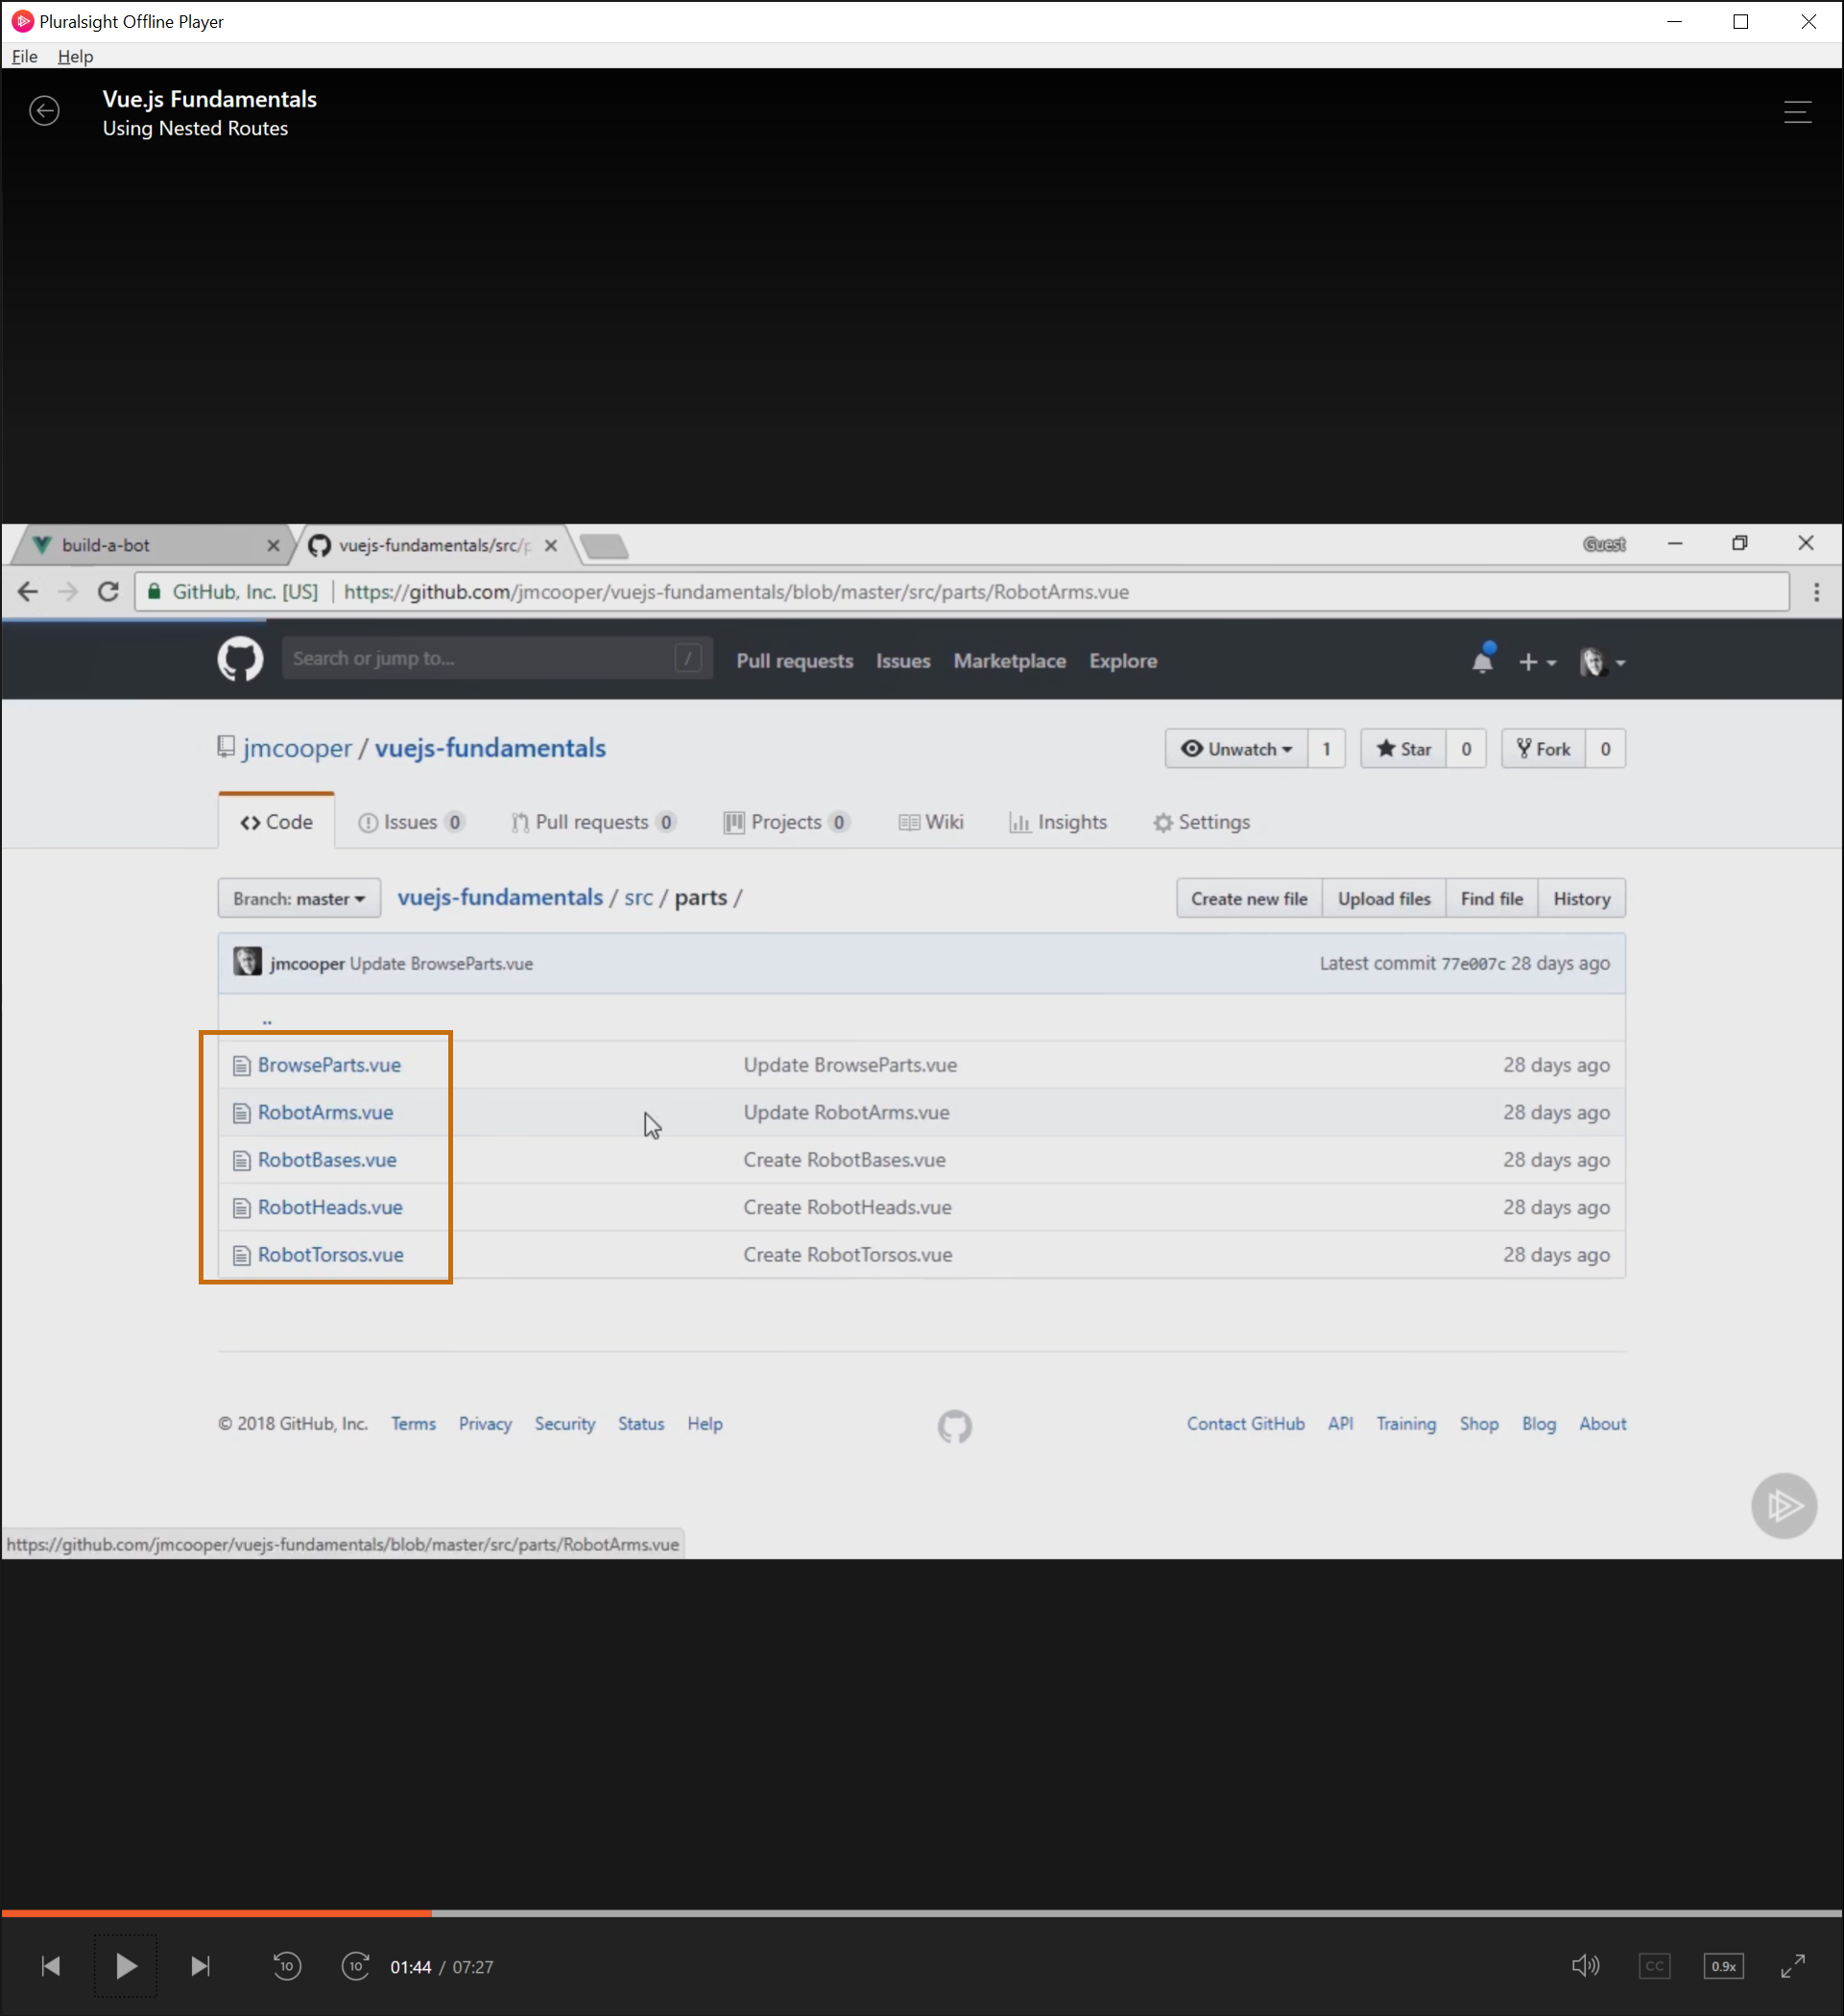 Pluralsight Offline Player
File Help
Vue.js Fundamentals
Using Nested Routes
build-a-bot vuejs-fundamentals/src/p Guest
GitHub, Inc. [US] https://github.com/jmcooper/vuejs-fundamentals/blob/master/src/parts/RobotArms.vue
Search or jump to... / Pull requests Issues Marketplace Explore
jmcooper / vuejs-fundamentals Unwatch 1 Star 0 Fork 0
Code Issues 0 Pull requests 0 Projects 0 Wiki Insights Settings
Branch: master vuejs-fundamentals / src / parts / Create new file Upload files Find file History
jmcooper Update BrowseParts.vue Latest commit 77e007c 28 days ago
..
BrowseParts.vue Update BrowseParts.vue 28 days ago
RobotArms.vue Update RobotArms.vue 28 days ago
RobotBases.vue Create RobotBases.vue 28 days ago
RobotHeads.vue Create RobotHeads.vue 28 days ago
RobotTorsos.vue Create RobotTorsos.vue 28 days ago
© 2018 GitHub, Inc. Terms Privacy Security Status Help Contact GitHub API Training Shop Blog About
https://github.com/jmcooper/vuejs-fundamentals/blob/master/src/parts/RobotArms.vue
10 10 01:44 / 07:27 CC 0.9x